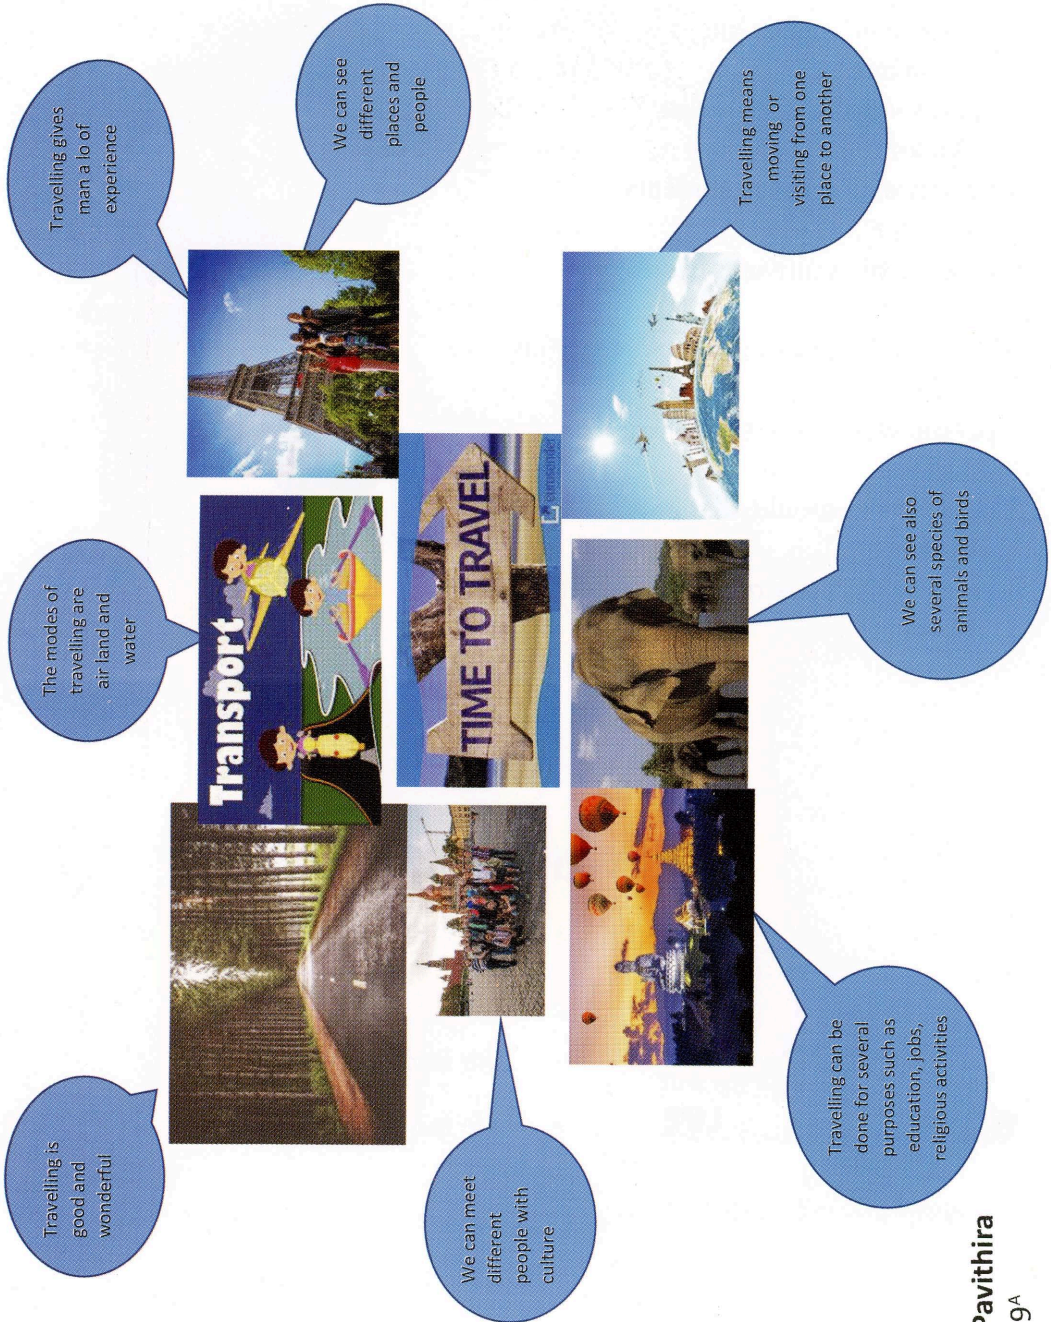 Travelling is
good and
wonderful
The modes of
travelling are
air land and
water
Travelling gives
man a lo of
experience
We can see
different
places and
people
Transport
TIME TO TRAVEL
We can meet
different
people with
culture
Travelling can be
done for several
purposes such as
education, jobs,
religious activities
We can see also
several species of
animals and birds
Travelling means
moving or
visiting from one
place to another
Pavithira
9A